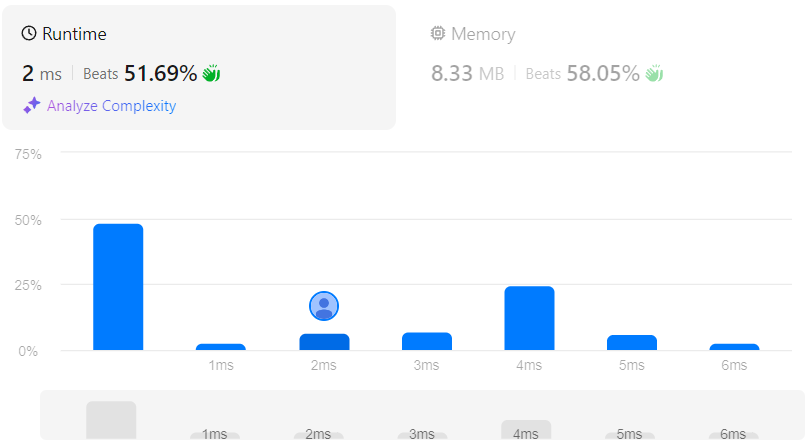 Runtime
2 ms | Beats 51.69%
Analyze Complexity
Memory
8.33 MB | Beats 58.05%
75%
50%
25%
0%
1ms 2ms 3ms 4ms 5ms 6ms
1ms 2ms 3ms 4ms 5ms 6ms